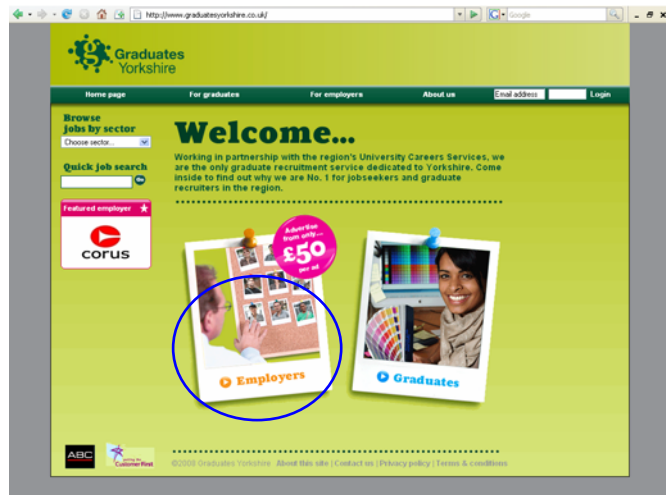 http://www.graduatesyorkshire.co.uk/
Google
Graduates
Yorkshire
Home page
For graduates
For employers
About us
Email address
Login
Browse
jobs by sector
Choose sector...
Quick job search
Featured employer
corus
Welcome...
Working in partnership with the region's University Careers Services, we
are the only graduate recruitment service dedicated to Yorkshire. Come
inside to find out why we are No. 1 for jobseekers and graduate
recruiters in the region.
Advertise
from only...
£50
per ad
Employers
Graduates
ABC
Customer First
©2008 Graduates Yorkshire About this site | Contact us | Privacy policy | Terms & conditions